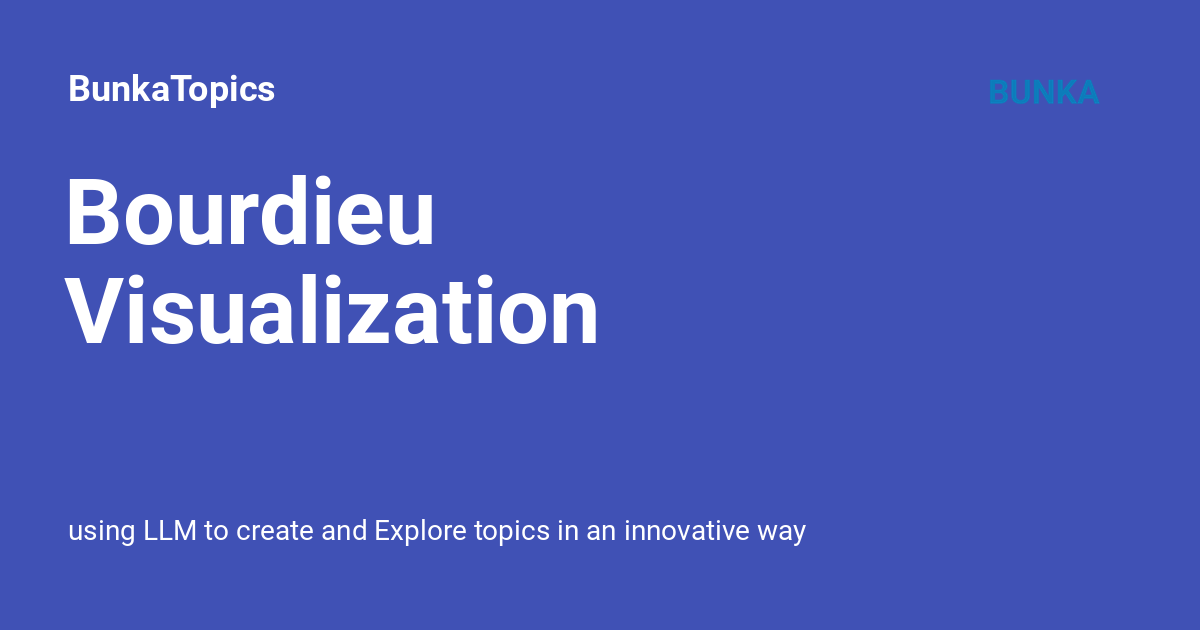 BunkaTopics
BUNKA
Bourdieu
Visualization
using LLM to create and Explore topics in an innovative way